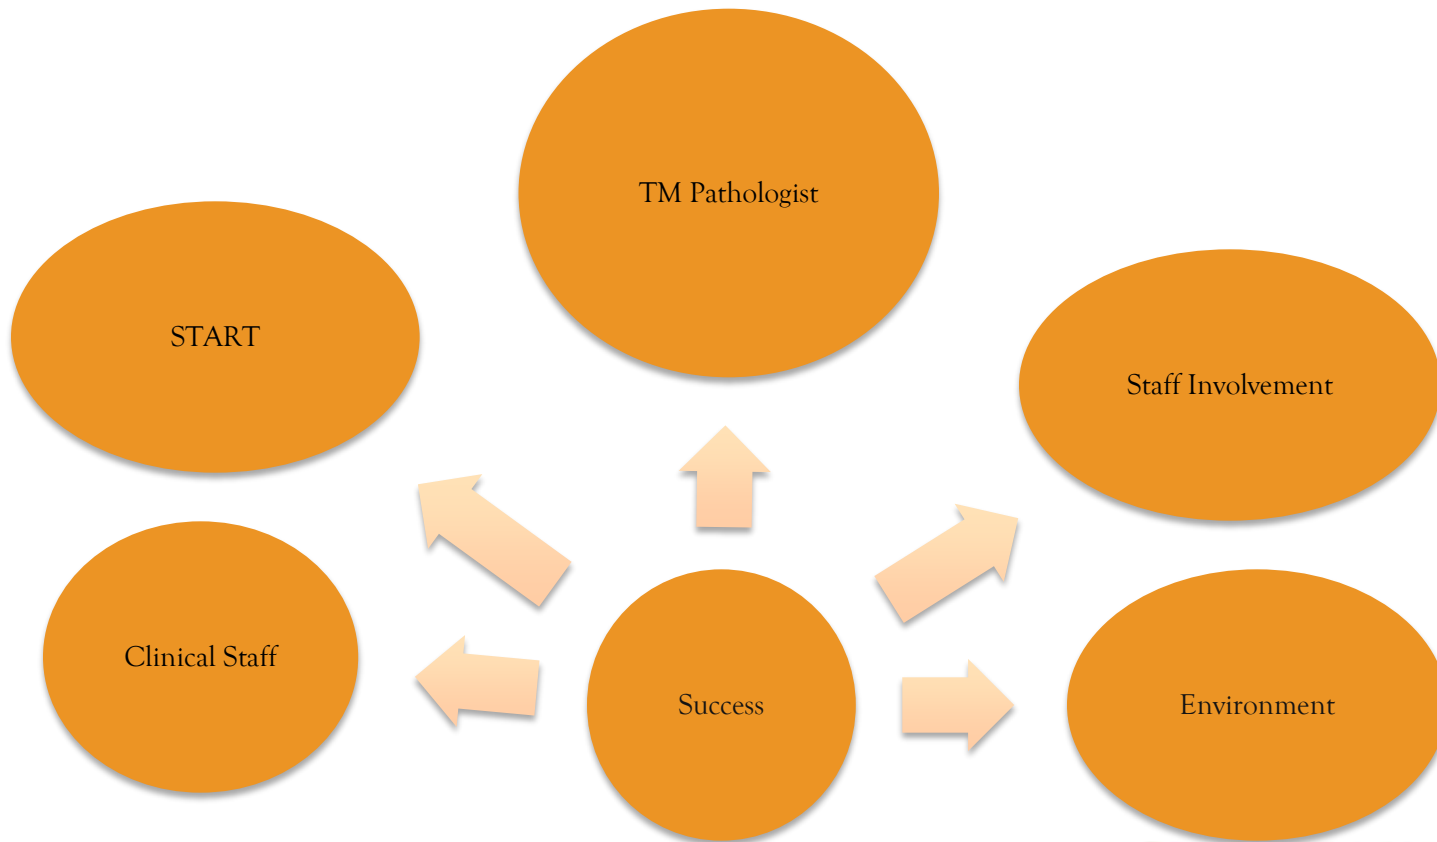 TM Pathologist
START
Staff Involvement
Clinical Staff
Success
Environment